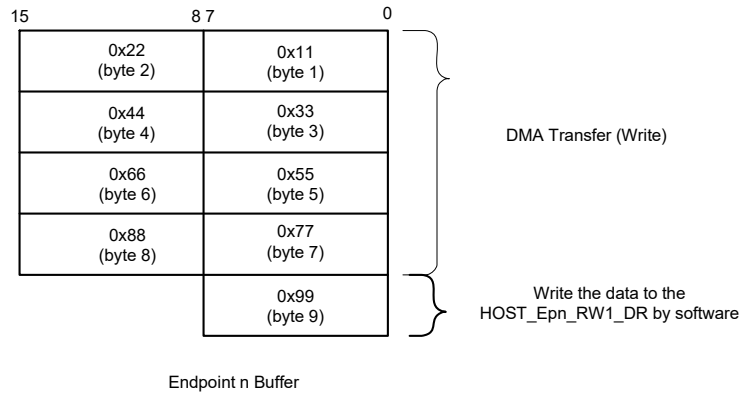 15 8 7 0
0x22 0x11
(byte 2) (byte 1)
0x44 0x33
(byte 4) (byte 3)
DMA Transfer (Write)
0x66 0x55
(byte 6) (byte 5)
0x88 0x77
(byte 8) (byte 7)
0x99
(byte 9)
Write the data to the
HOST_Epn_RW1_DR by software
Endpoint n Buffer